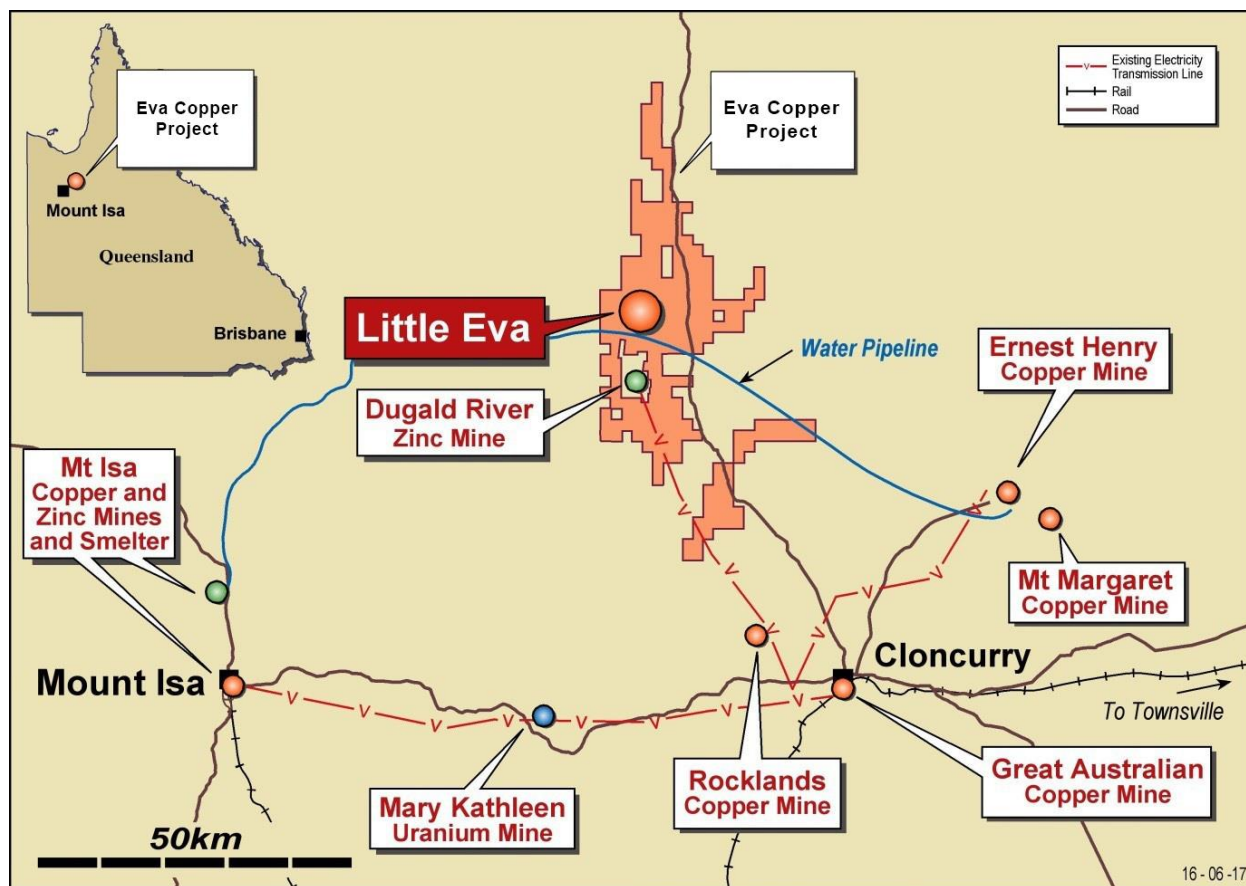 Eva Copper
Project
Mount Isa
Queensland
Brisbane
Eva Copper
Project
Existing Electricity
Transmission Line
Rail
Road
Little Eva
Water Pipeline
Ernest Henry
Copper Mine
Dugald River
Zinc Mine
Mt Isa
Copper and
Zinc Mines
and Smelter
Mt Margaret
Copper Mine
Mount Isa
Cloncurry
To Townsville
Mary Kathleen
Uranium Mine
Rocklands
Copper Mine
Great Australian
Copper Mine
50km
16 - 06 -17